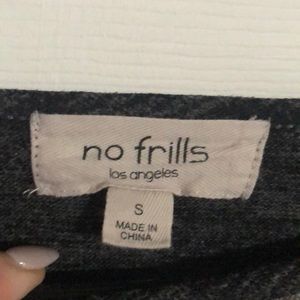 no frills
los angeles
S
MADE IN
CHINA